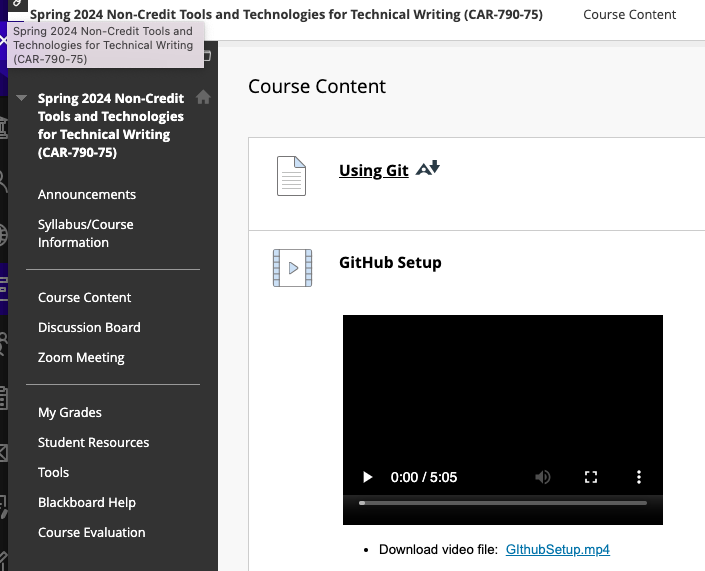 Spring 2024 Non-Credit Tools and Technologies for Technical Writing (CAR-790-75)
Course Content
Spring 2024 Non-Credit Tools and
Technologies for Technical Writing
(CAR-790-75)
Spring 2024 Non-Credit
Tools and Technologies
for Technical Writing
(CAR-790-75)
Announcements
Syllabus/Course
Information
Course Content
Discussion Board
Zoom Meeting
My Grades
Student Resources
Tools
Blackboard Help
Course Evaluation
Course Content
Using Git
GitHub Setup
0:00 / 5:05
Download video file: GIthubSetup.mp4